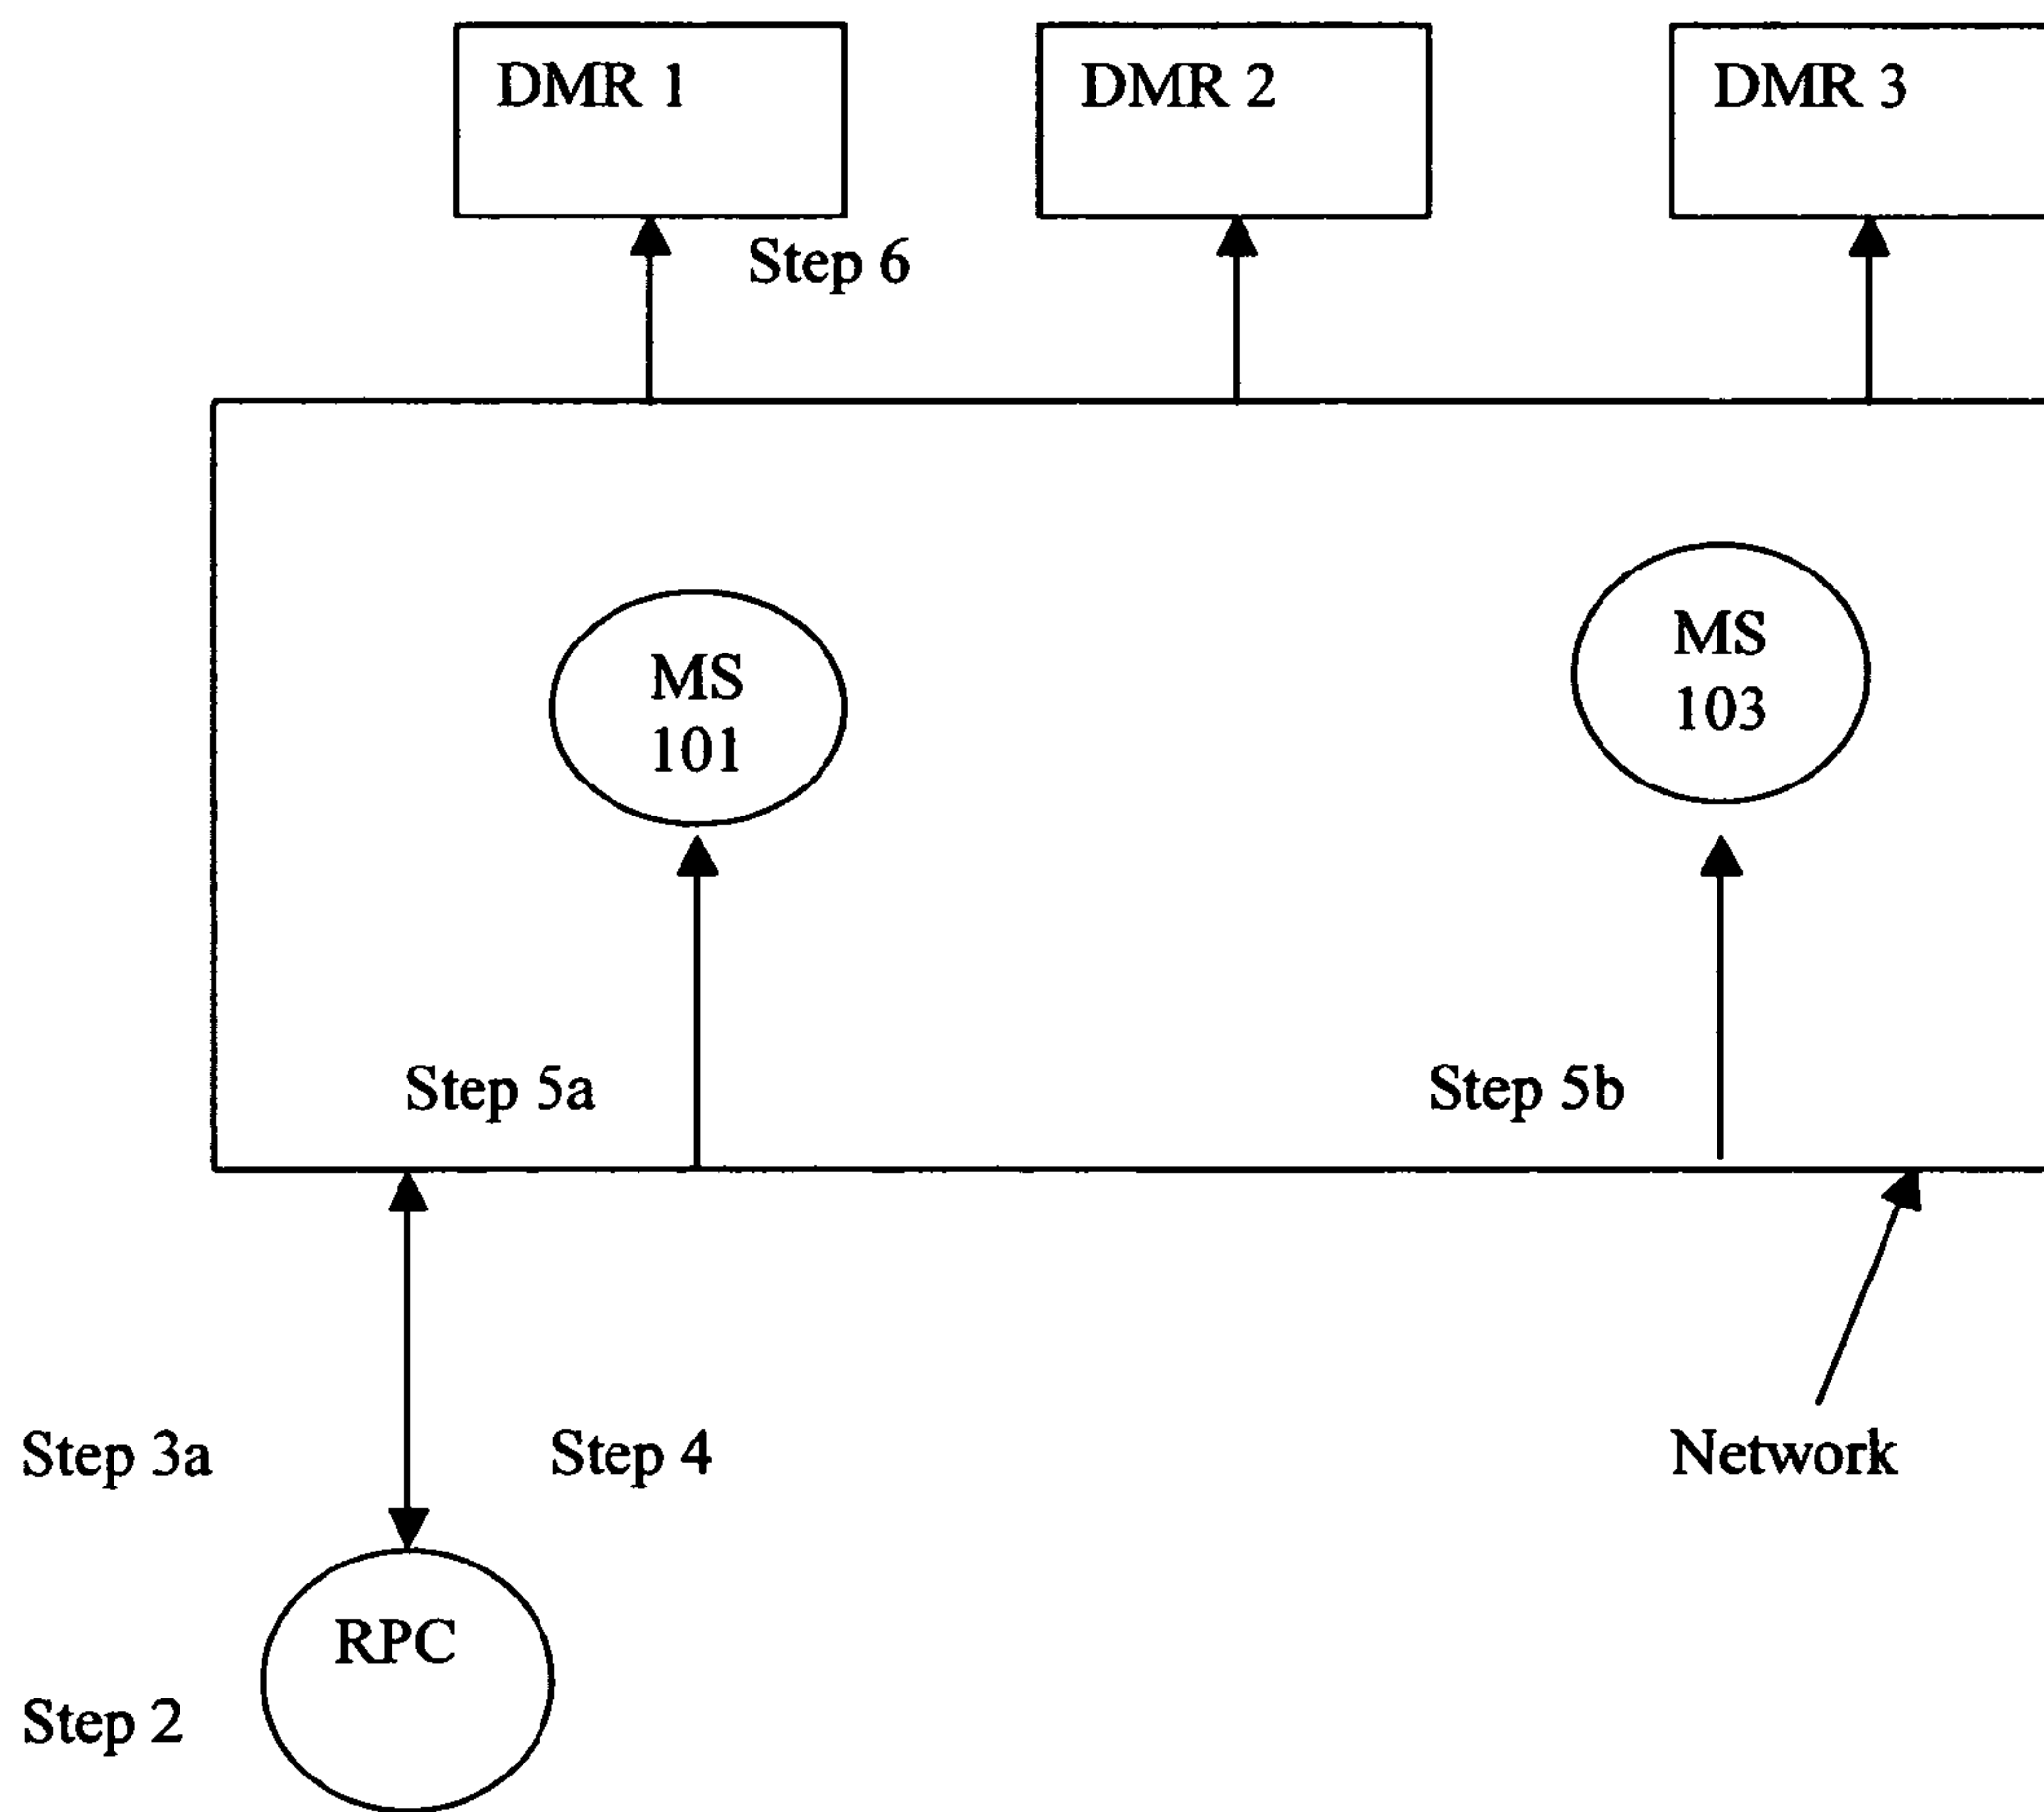 DMR 1
DMR 2
DMR 3
Step 6
MS
101
MS
103
Step 5a
Step 5b
Step 3a
Step 4
Network
RPC
Step 2